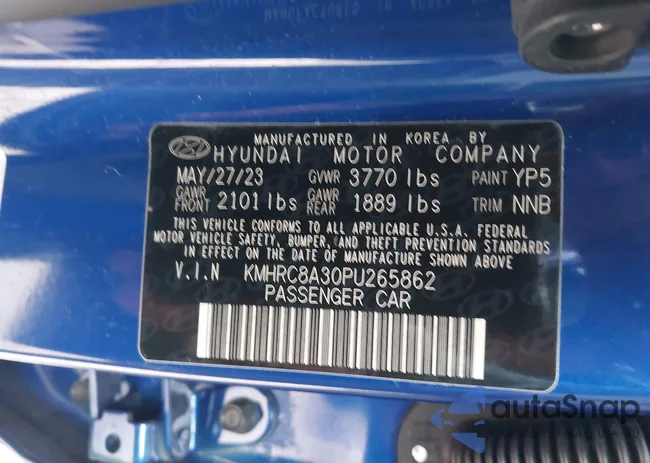 MANUFACTURED IN KOREA BY
HYUNDAI MOTOR COMPANY
MAY/27/23 GVWR 3770 lbs PAINT YP5
GAWR FRONT 2101 lbs GAWR REAR 1889 lbs TRIM NNB
THIS VEHICLE CONFORMS TO ALL APPLICABLE U.S.A. FEDERAL
MOTOR VEHICLE SAFETY, BUMPER, AND THEFT PREVENTION STANDARDS
IN EFFECT ON THE DATE OF MANUFACTURE SHOWN ABOVE
V.I.N KMHRC8A30PU265862
PASSENGER CAR
autoSnap